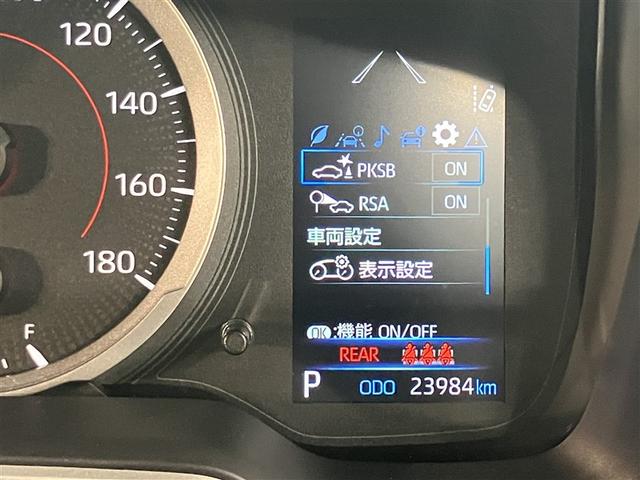 120
140
160
180
F
PKSB ON
RSA ON
車両設定
表示設定
OK:機能 ON/OFF
REAR
P ODO 23984km